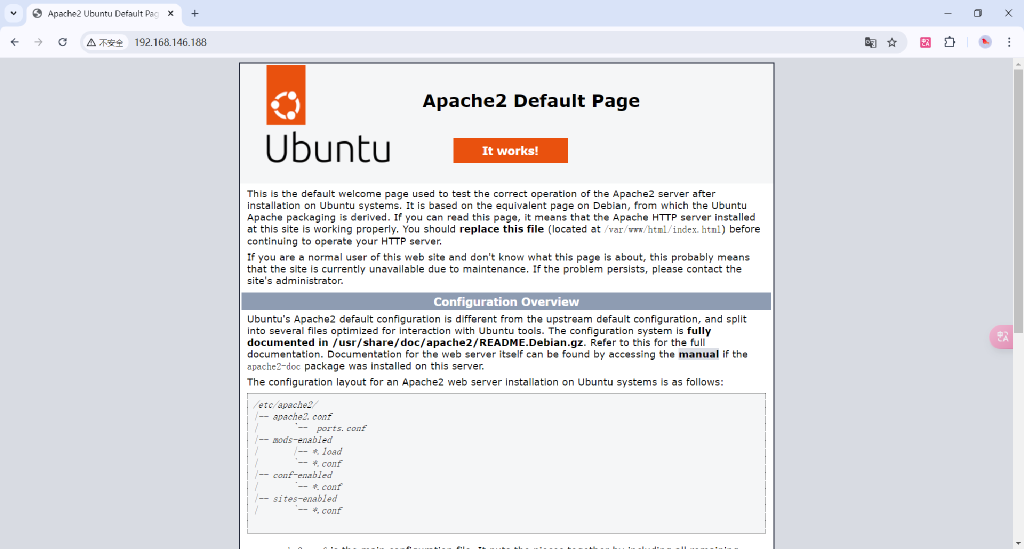 Apache2 Ubuntu Default Pag
不安全 192.168.146.188
Apache2 Default Page
Ubuntu
It works!
This is the default welcome page used to test the correct operation of the Apache2 server after
installation on Ubuntu systems. It is based on the equivalent page on Debian, from which the Ubuntu
Apache packaging is derived. If you can read this page, it means that the Apache HTTP server installed
at this site is working properly. You should replace this file (located at /var/www/html/index.html) before
continuing to operate your HTTP server.
If you are a normal user of this web site and don't know what this page is about, this probably means
that the site is currently unavailable due to maintenance. If the problem persists, please contact the
site's administrator.
Configuration Overview
Ubuntu's Apache2 default configuration is different from the upstream default configuration, and split
into several files optimized for interaction with Ubuntu tools. The configuration system is fully
documented in /usr/share/doc/apache2/README.Debian.gz. Refer to this for the full
documentation. Documentation for the web server itself can be found by accessing the manual if the
apache2-doc package was installed on this server.
The configuration layout for an Apache2 web server installation on Ubuntu systems is as follows:
/etc/apache2/
|-- apache2.conf
|       `--  ports.conf
|-- mods-enabled
|       |-- *.load
|       `-- *.conf
|-- conf-enabled
|       `-- *.conf
|-- sites-enabled
|       `-- *.conf